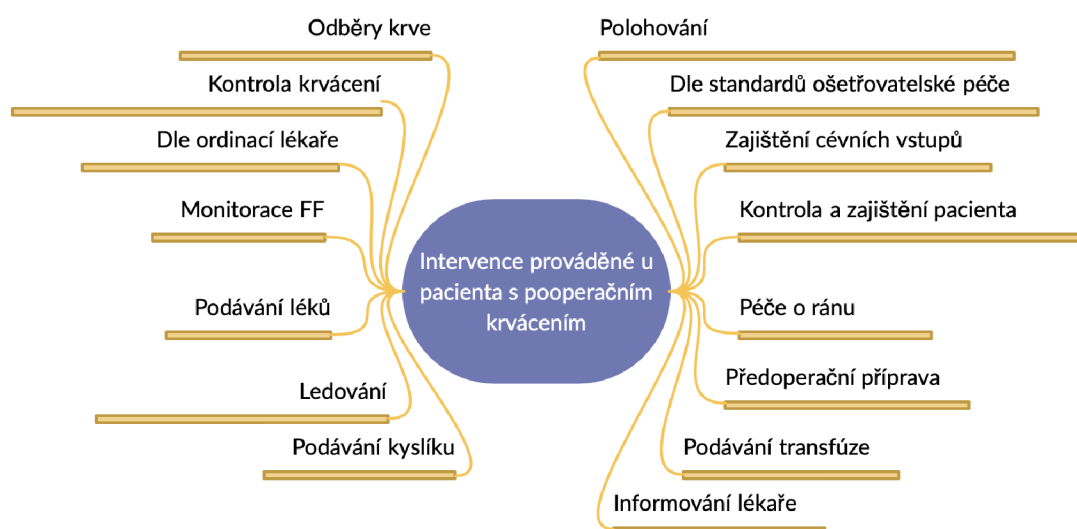 Odběry krve
Kontrola krvácení
Dle ordinací lékaře
Monitorace FF
Podávání léků
Ledování
Podávání kyslíku
Intervence prováděné u
pacienta s pooperačním
krvácením
Polohování
Dle standardů ošetřovatelské péče
Zajištění cévních vstupů
Kontrola a zajištění pacienta
Péče o ránu
Předoperační příprava
Podávání transfúze
Informování lékaře